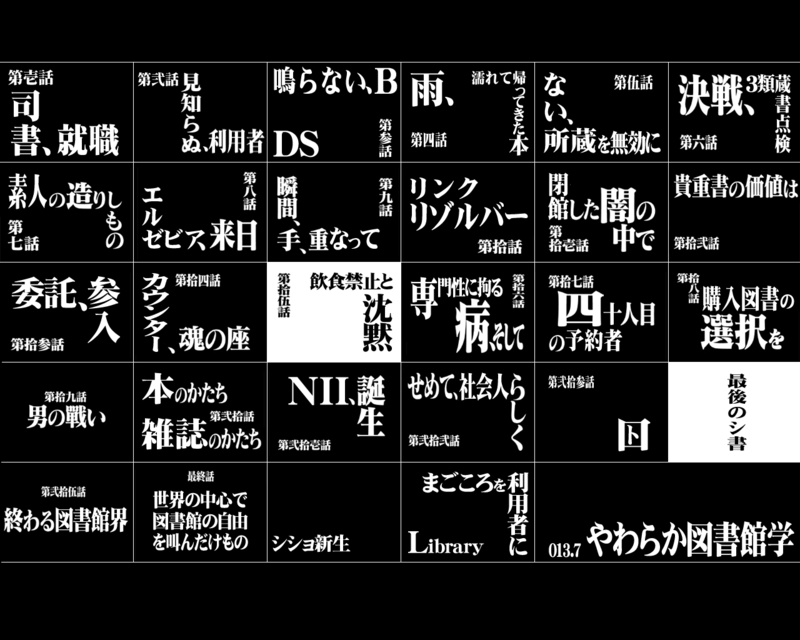 第壱話
司書、就職
第弐話
見知らぬ、利用者
鳴らない、BDS
第参話
雨、
濡れて帰ってきた本
第四話
ない、
第伍話
所蔵を無効に
決戦、3類蔵書点検
第六話
素人の造りしもの
第七話
エルゼビア、来日
第八話
瞬間、
手、重なって
第九話
リンク
リゾルバー
第拾話
閉館した闇の中で
第拾壱話
貴重書の価値は
第拾弐話
委託、参入
第拾参話
カウンター、魂の座
第拾四話
第拾伍話
飲食禁止と沈黙
専門性に拘る病、そして
第拾六話
第拾七話
四十人目
の予約者
第拾八話
購入図書の
選択を
第拾九話
男の戰い
本のかたち
第弐拾話
雑誌のかたち
NII、誕生
第弐拾壱話
せめて、社会人らしく
第弐拾弐話
第弐拾参話
囙
最後のシ書
第弐拾伍話
終わる図書館界
最終話
世界の中心で
図書館の自由
を叫んだけもの
シショ新生
まごころを利用者に
Library
013.7 やわらか図書館学